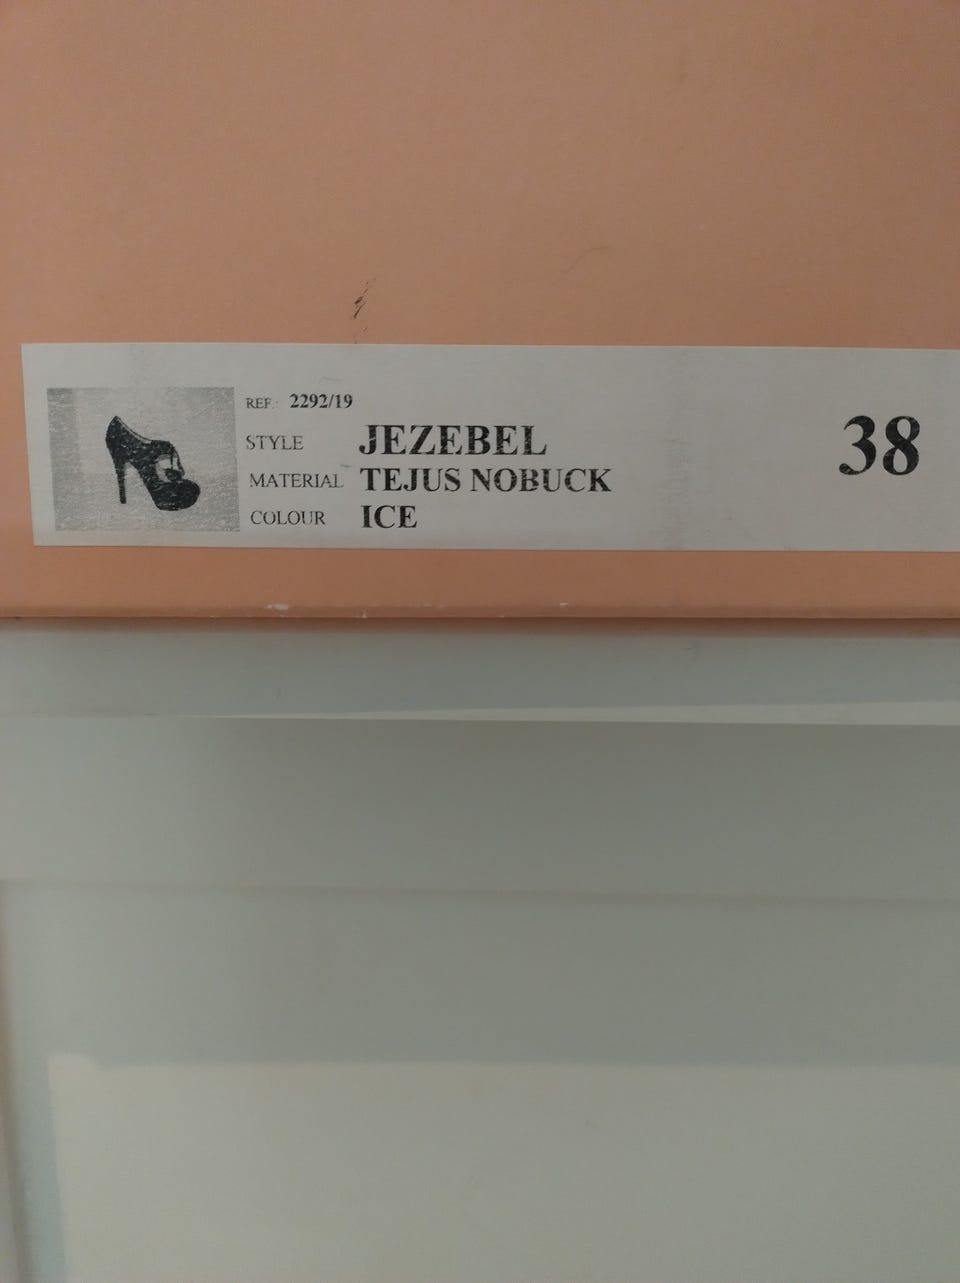 REF: 2292/19
STYLE JEZEBEL
MATERIAL TEJUS NOBUCK
COLOUR ICE
38